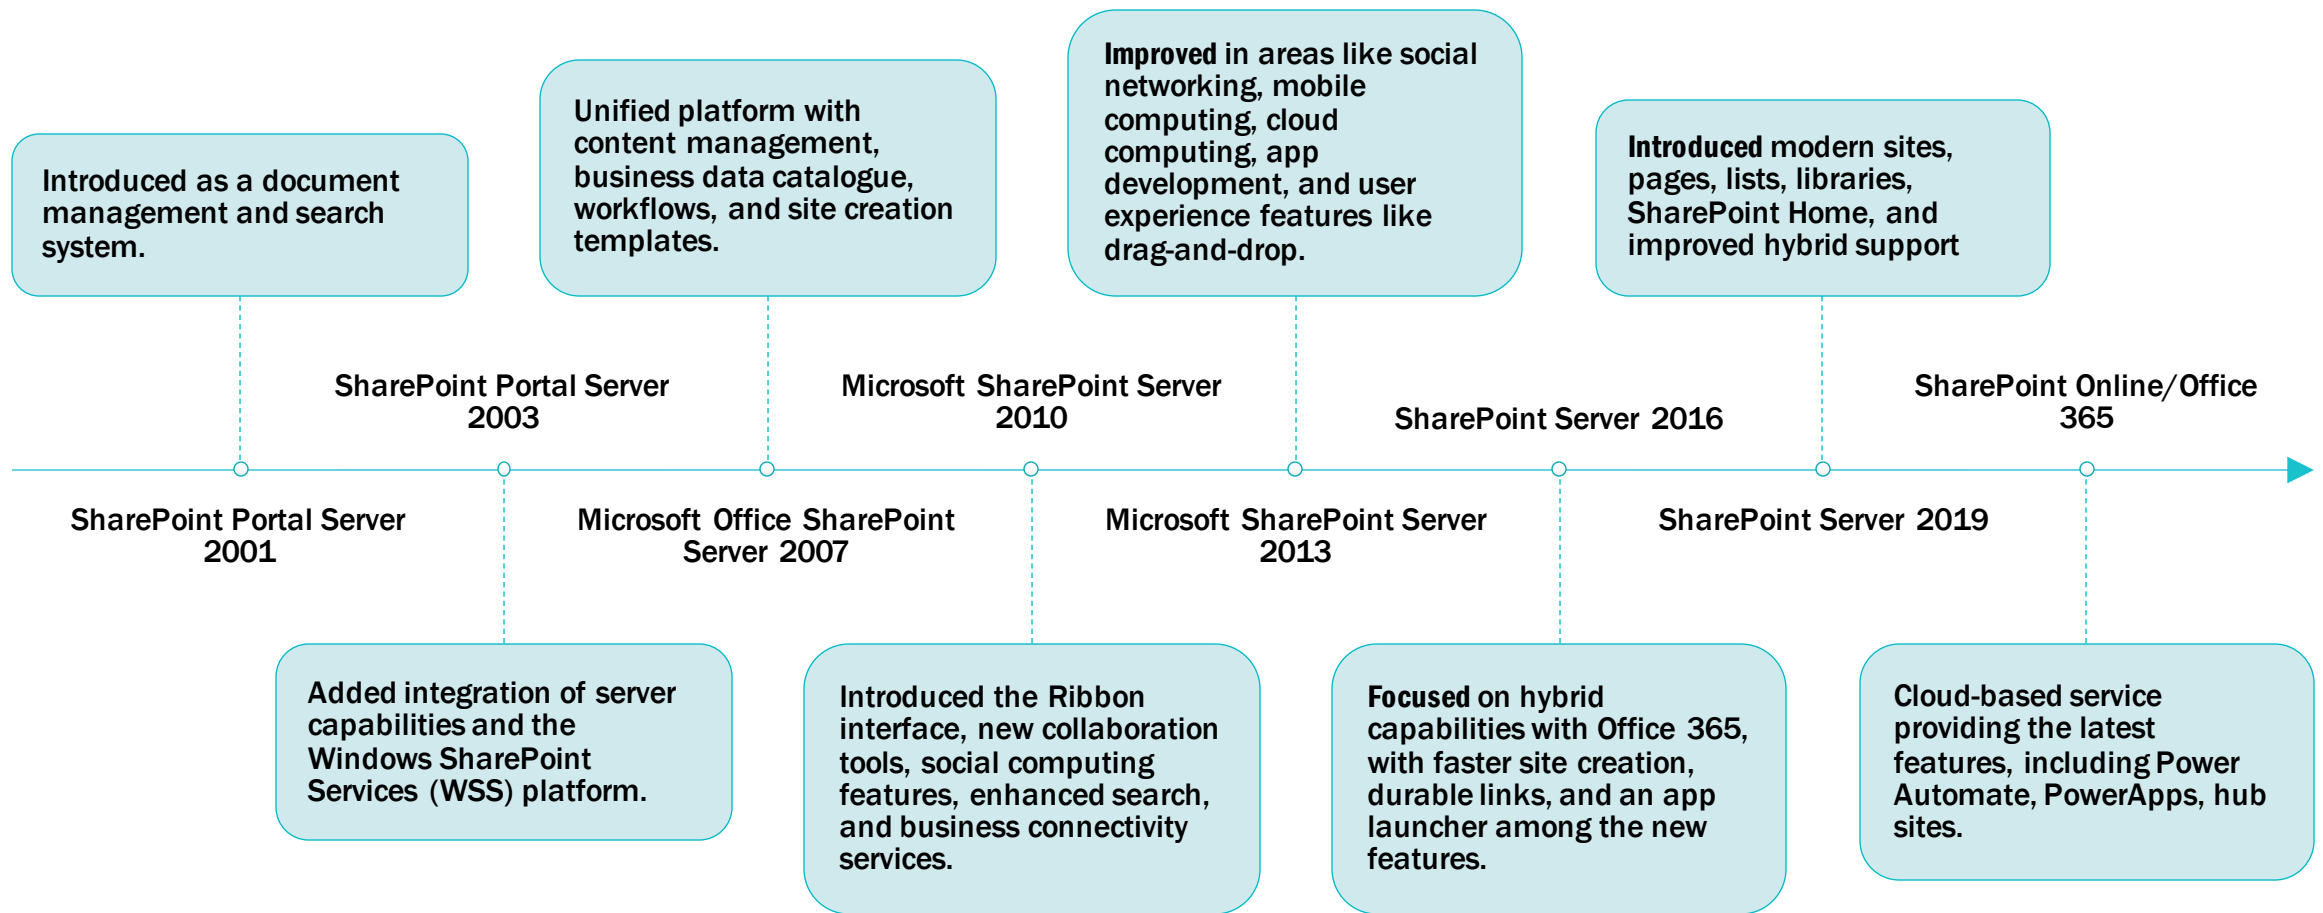 Introduced as a document
management and search
system.
Unified platform with
content management,
business data catalogue,
workflows, and site creation
templates.
Improved in areas like social
networking, mobile
computing, cloud
computing, app
development, and user
experience features like
drag-and-drop.
Introduced modern sites,
pages, lists, libraries,
SharePoint Home, and
improved hybrid support
SharePoint Portal Server
2003
Microsoft SharePoint Server
2010
SharePoint Server 2016
SharePoint Online/Office
365
SharePoint Portal Server
2001
Microsoft Office SharePoint
Server 2007
Microsoft SharePoint Server
2013
SharePoint Server 2019
Added integration of server
capabilities and the
Windows SharePoint
Services (WSS) platform.
Introduced the Ribbon
interface, new collaboration
tools, social computing
features, enhanced search,
and business connectivity
services.
Focused on hybrid
capabilities with Office 365,
with faster site creation,
durable links, and an app
launcher among the new
features.
Cloud-based service
providing the latest
features, including Power
Automate, PowerApps, hub
sites.